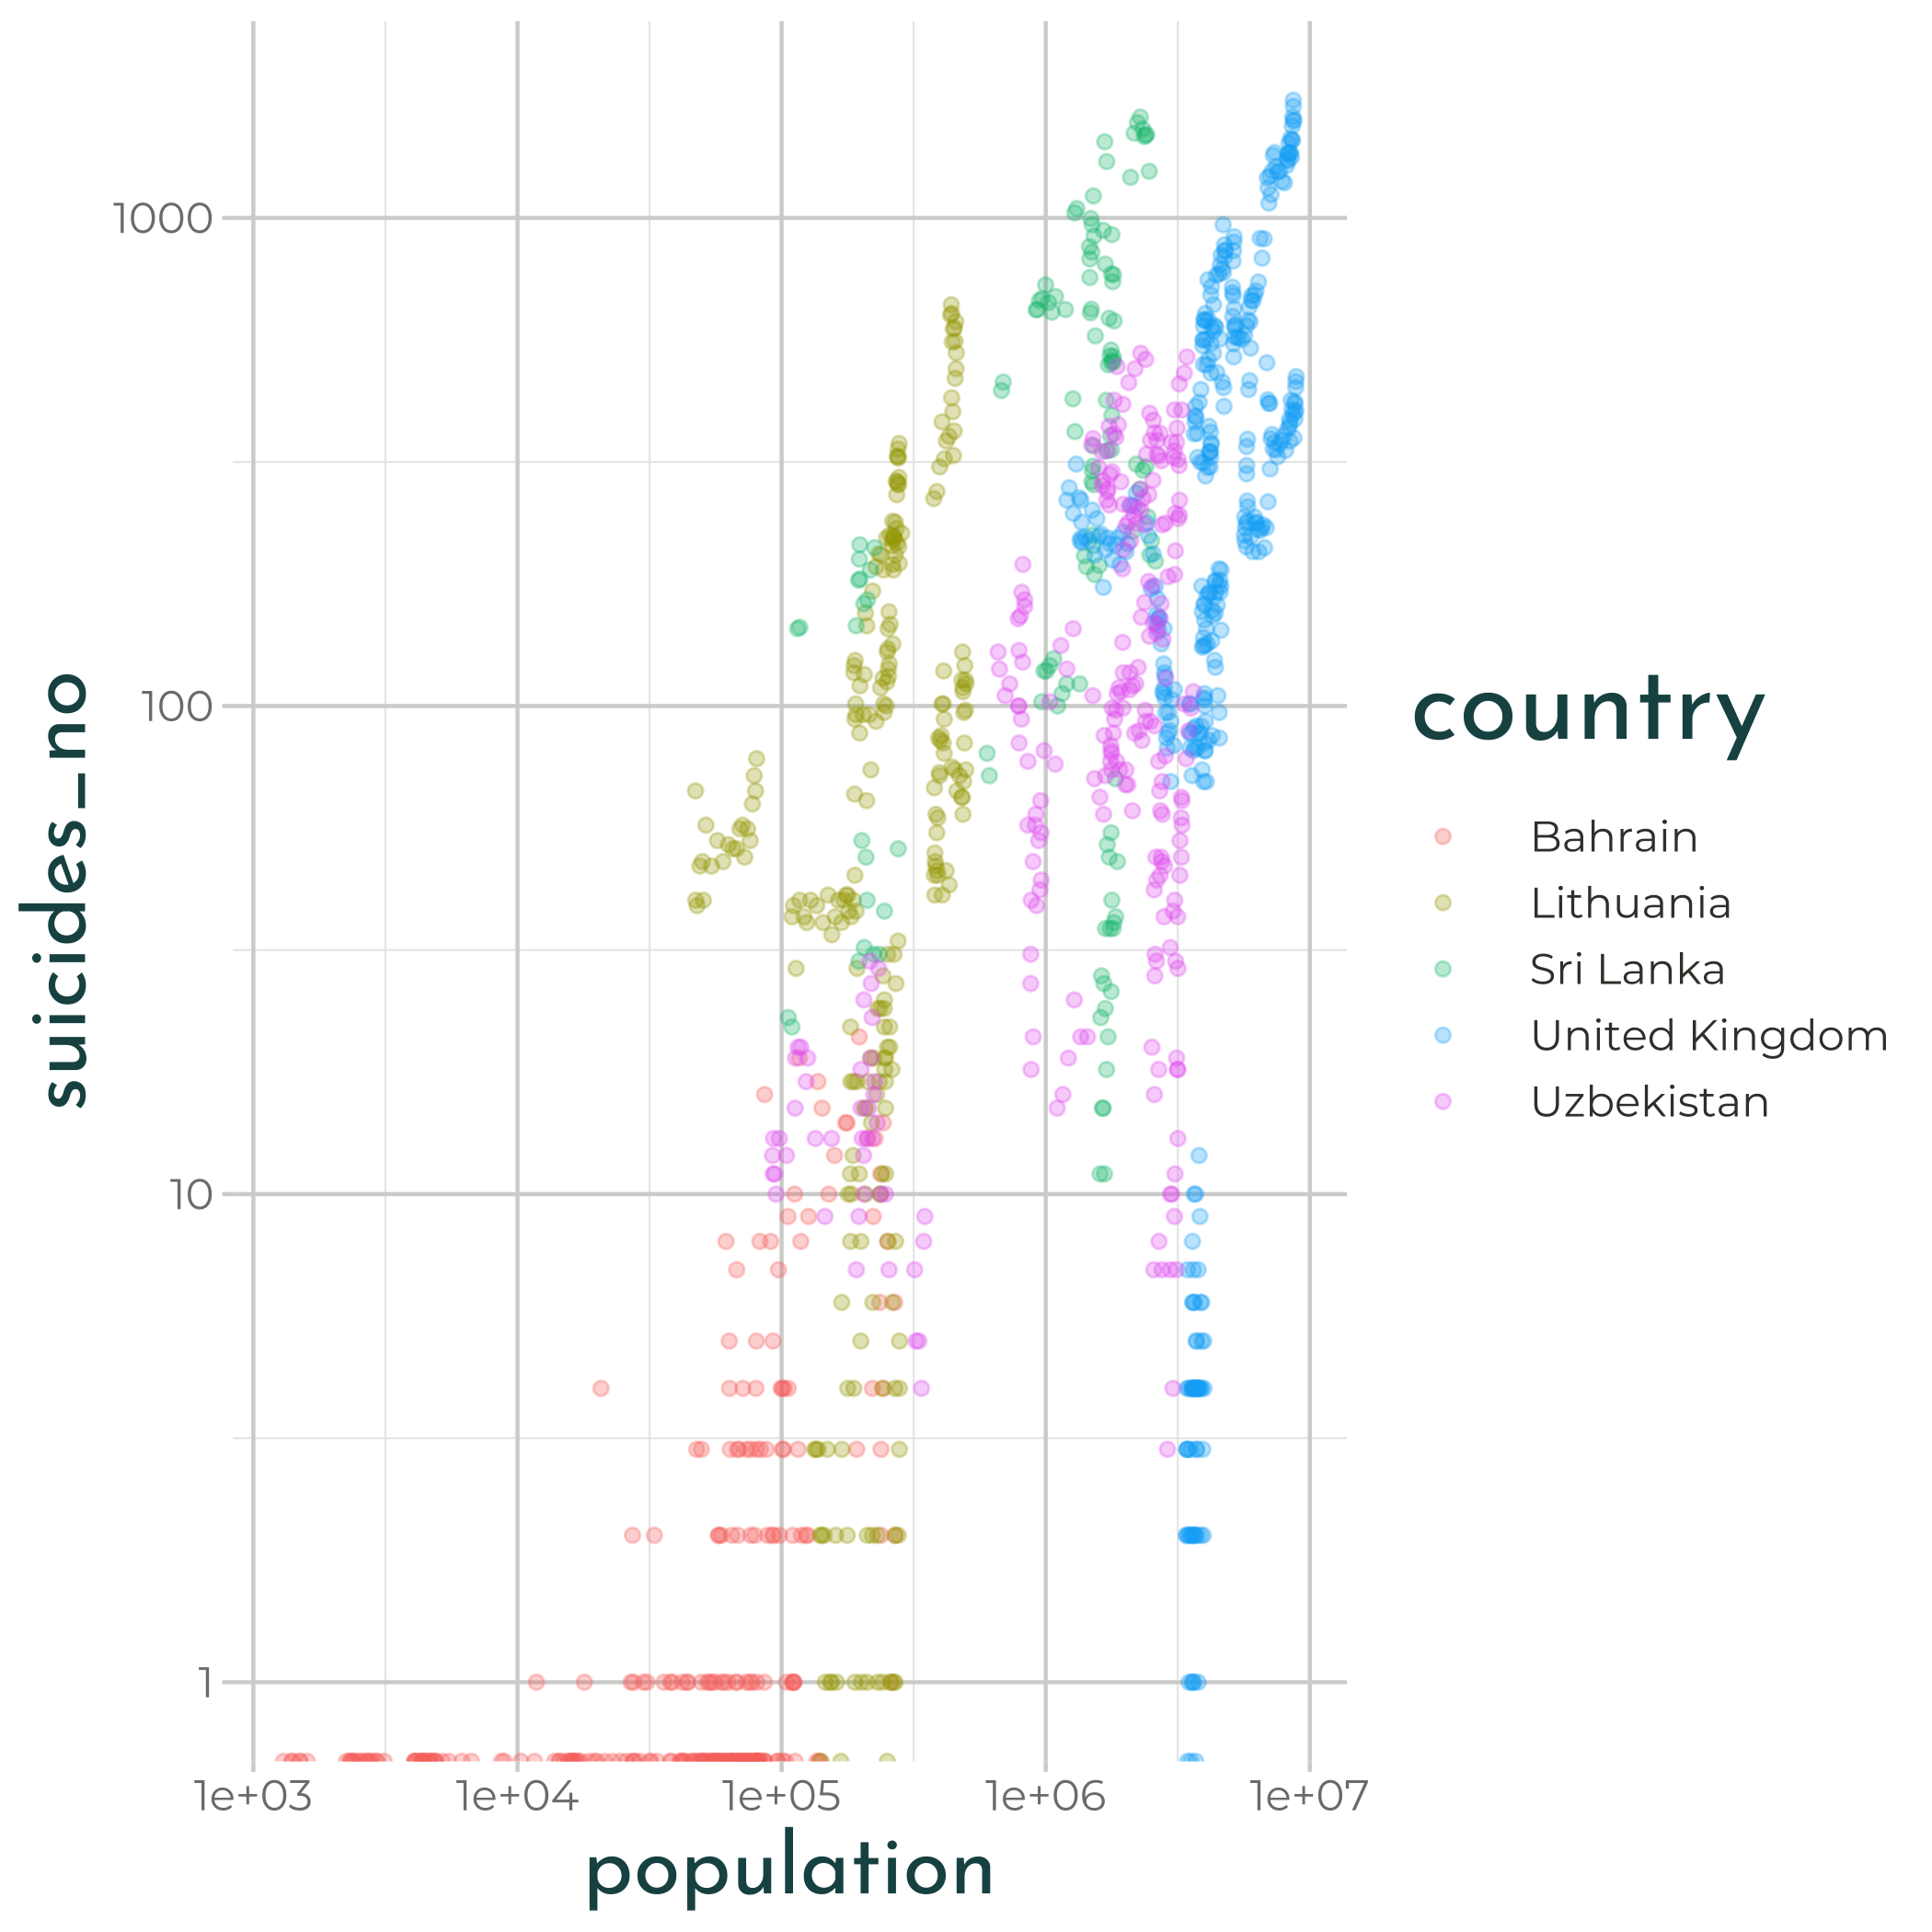 suicides_no
1000
100
10
1
1e+03 1e+04 1e+05 1e+06 1e+07
population
country
Bahrain
Lithuania
Sri Lanka
United Kingdom
Uzbekistan